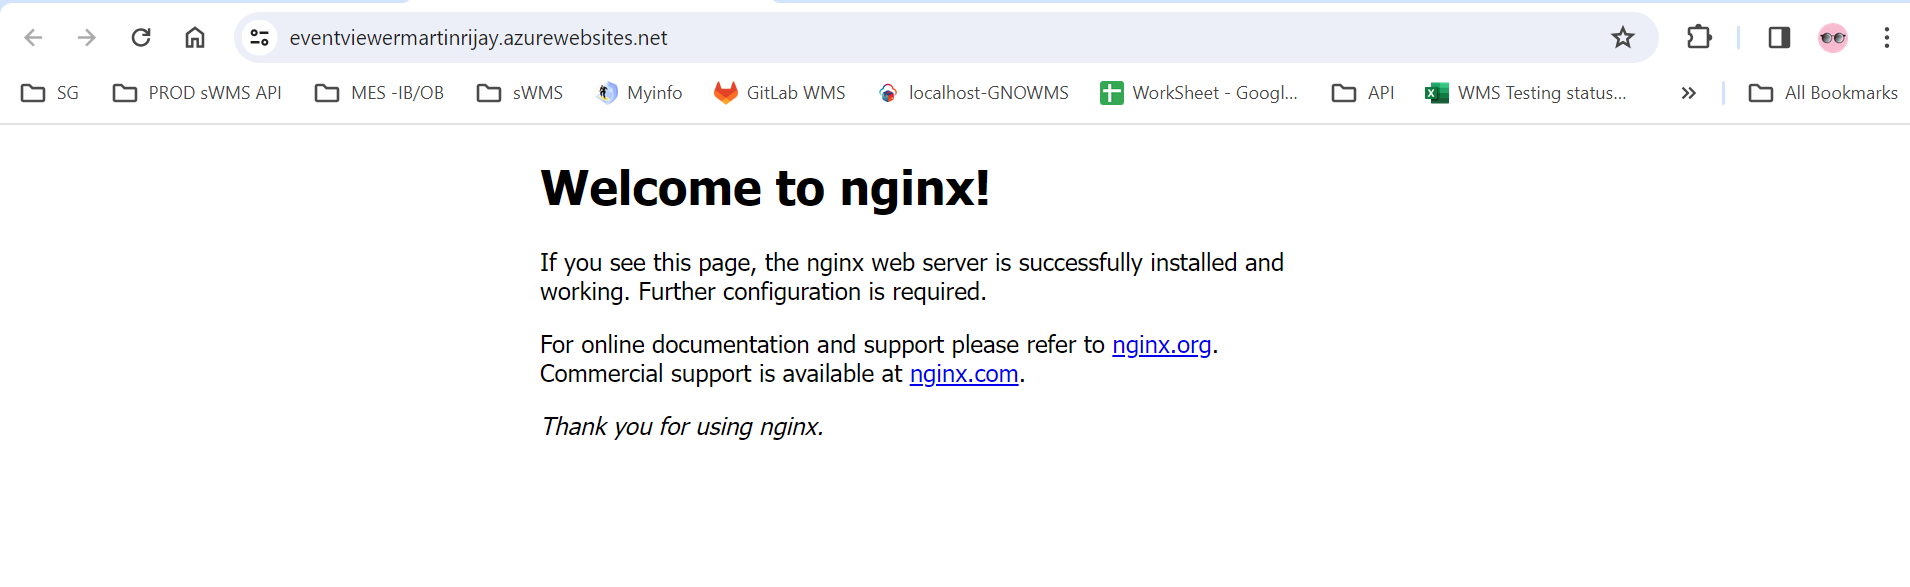 eventviewermartinrijay.azurewebsites.net
SG PROD sWMS API MES -IB/OB sWMS Myinfo GitLab WMS localhost-GNOWMS WorkSheet - Googl... API WMS Testing status... » All Bookmarks
Welcome to nginx!
If you see this page, the nginx web server is successfully installed and
working. Further configuration is required.
For online documentation and support please refer to nginx.org.
Commercial support is available at nginx.com.
Thank you for using nginx.